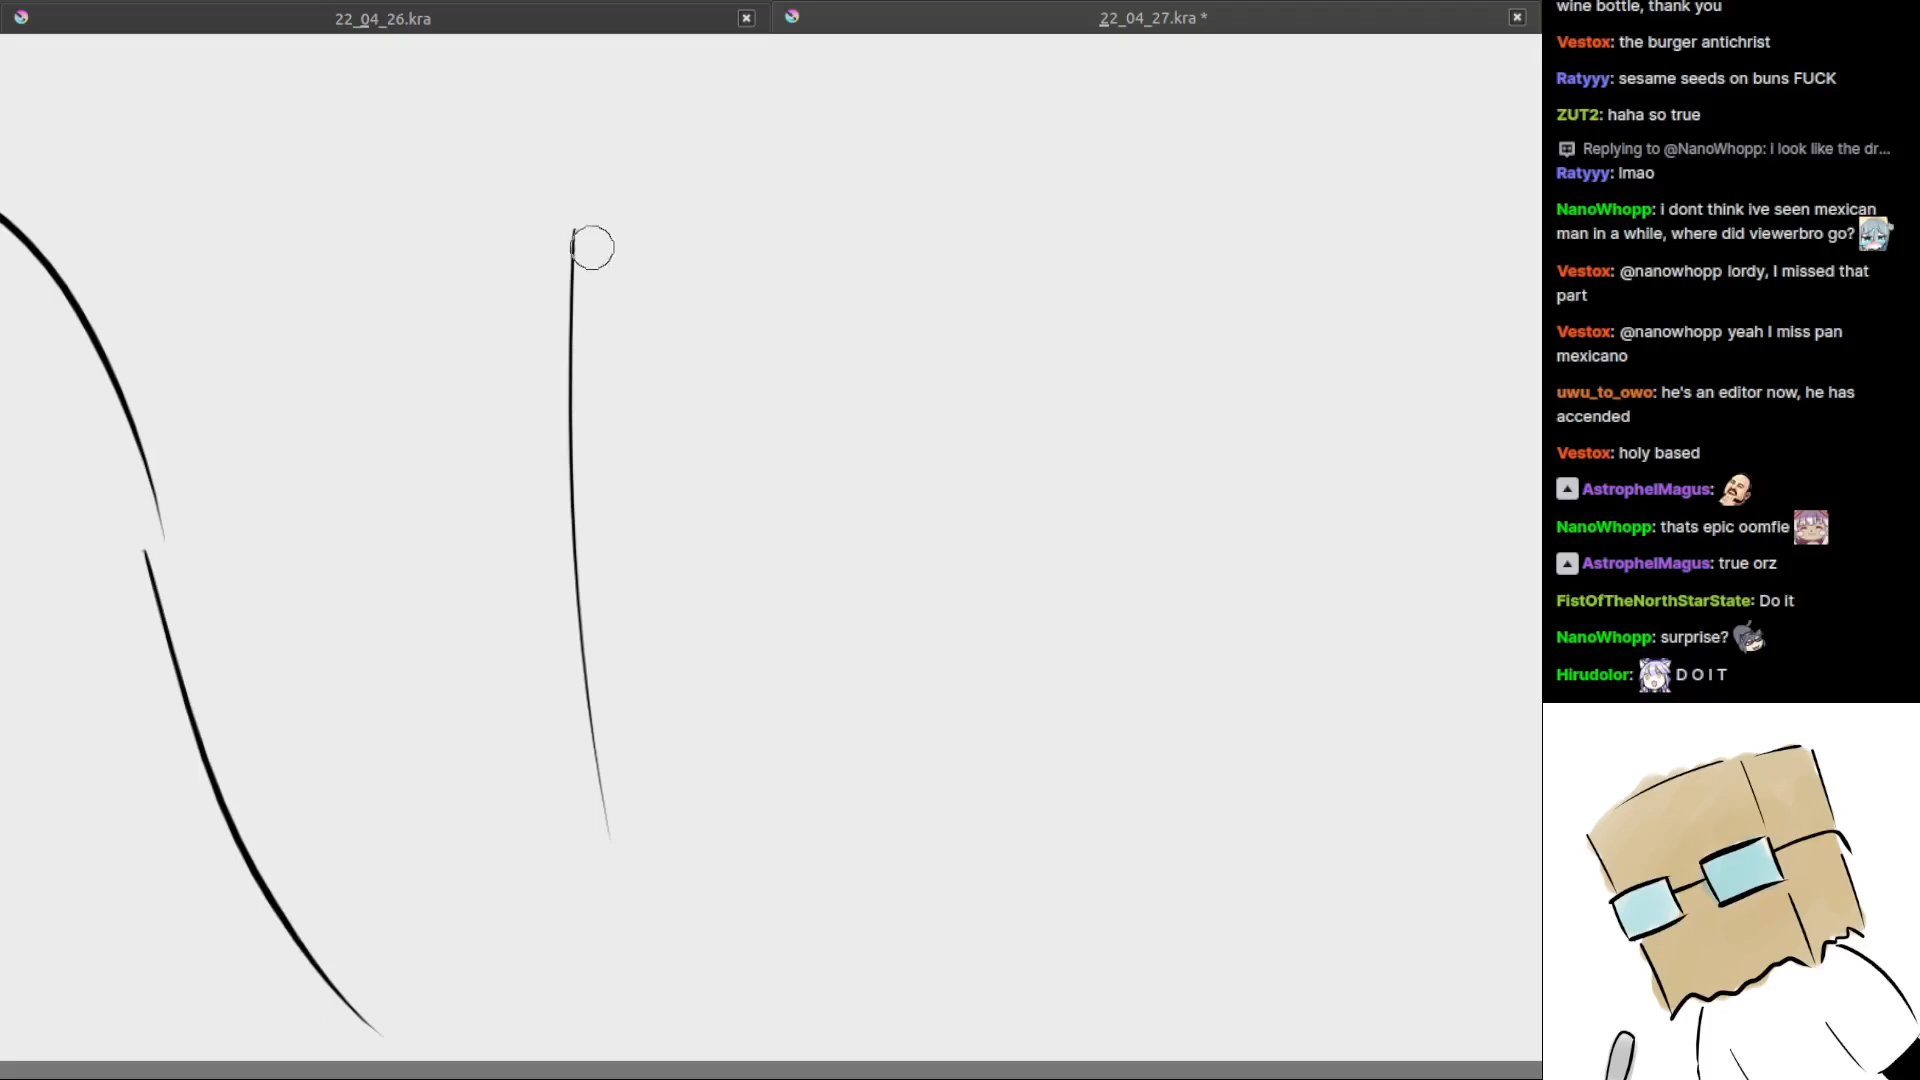 22_04_26.kra
22_04_27.kra *
wine bottle, thank you
Vestox: the burger antichrist
Ratyyy: sesame seeds on buns FUCK
ZUT2: haha so true
Replying to @NanoWhopp: i look like the dr...
Ratyyy: lmao
NanoWhopp: i dont think ive seen mexican
man in a while, where did viewerbro go?
Vestox: @nanowhopp lordy, I missed that
part
Vestox: @nanowhopp yeah I miss pan
mexicano
uwu_to_owo: he's an editor now, he has
accended
Vestox: holy based
AstrophelMagus:
NanoWhopp: thats epic oomfie
AstrophelMagus: true orz
FistOfTheNorthStarState: Do it
NanoWhopp: surprise?
Hirudolor: D O I T